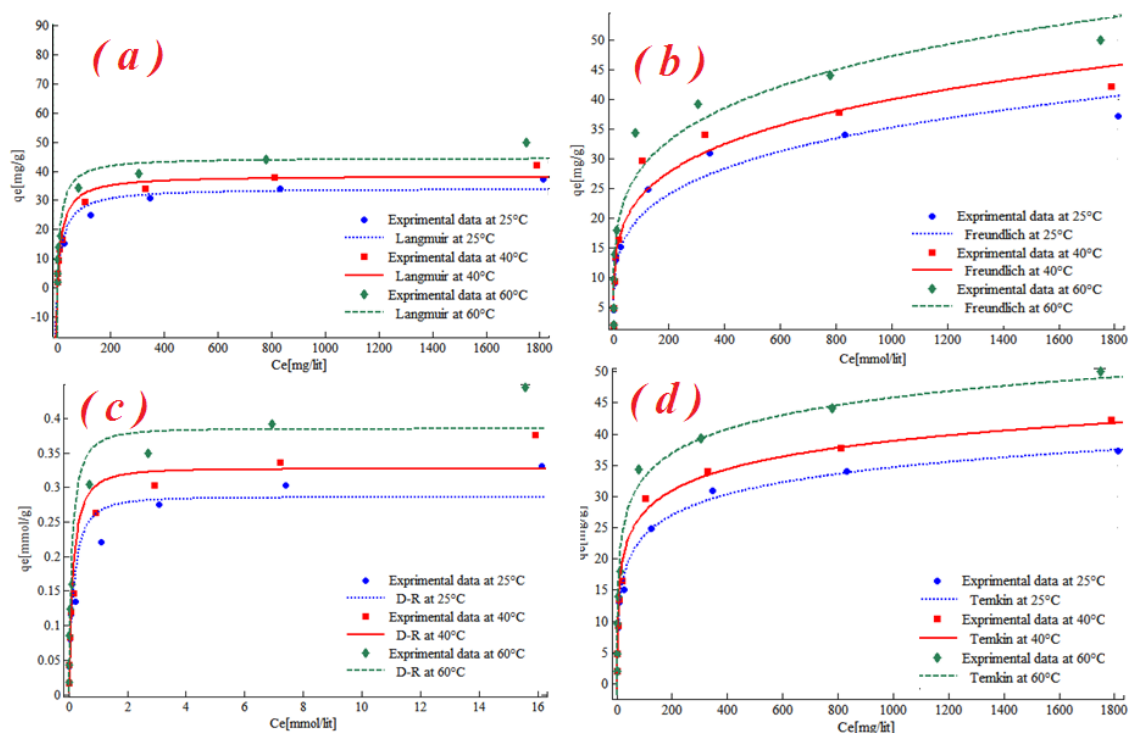 ( a )
90
80
70
60
50
40
30
20
10
0
-10
qe[mg/g]
Exprimental data at 25°C
Langmuir at 25°C
Exprimental data at 40°C
Langmuir at 40°C
Exprimental data at 60°C
Langmuir at 60°C
0 200 400 600 800 1000 1200 1400 1600 1800
Ce[mg/lit]
( b )
50
45
40
35
30
25
20
15
10
5
qe[mg/g]
Exprimental data at 25°C
Freundlich at 25°C
Exprimental data at 40°C
Freundlich at 40°C
Exprimental data at 60°C
Freundlich at 60°C
0 200 400 600 800 1000 1200 1400 1600 1800
Ce[mmol/lit]
( c )
0.4
0.35
0.3
0.25
0.2
0.15
0.1
0.05
0
qe[mmol/g]
Exprimental data at 25°C
D-R at 25°C
Exprimental data at 40°C
D-R at 40°C
Exprimental data at 60°C
D-R at 60°C
0 2 4 6 8 10 12 14 16
Ce[mmol/lit]
( d )
50
45
40
35
30
25
20
15
10
5
0
qe[mg/g]
Exprimental data at 25°C
Temkin at 25°C
Exprimental data at 40°C
Temkin at 40°C
Exprimental data at 60°C
Temkin at 60°C
0 200 400 600 800 1000 1200 1400 1600 1800
Ce[mg/lit]